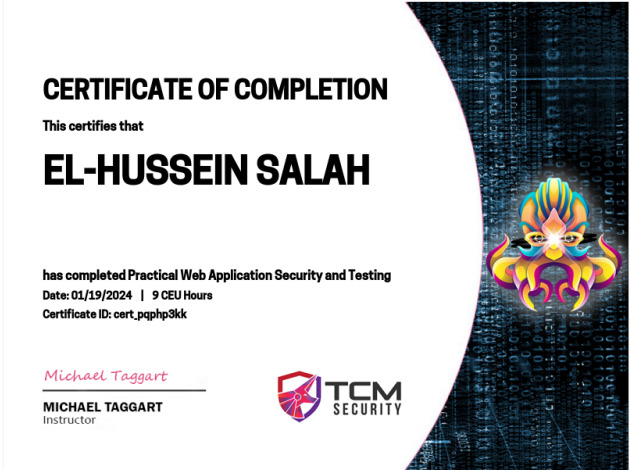 CERTIFICATE OF COMPLETION
This certifies that
EL-HUSSEIN SALAH
has completed Practical Web Application Security and Testing
Date: 01/19/2024 | 9 CEU Hours
Certificate ID: cert_pqphp3kk
Michael Taggart
MICHAEL TAGGART
Instructor
TCM
SECURITY